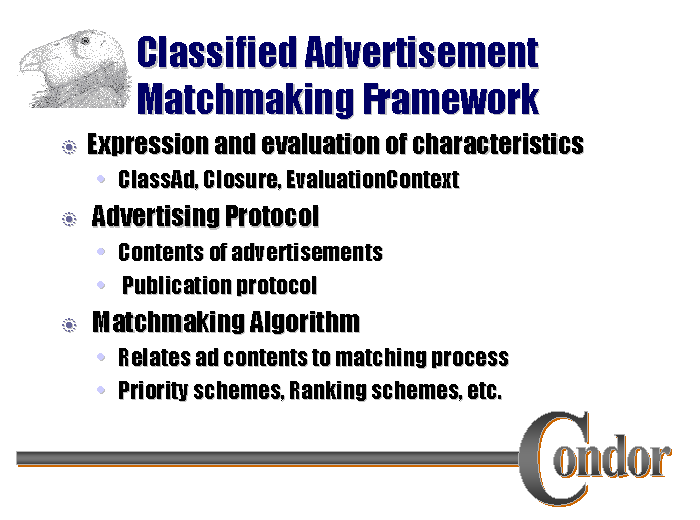 Classified Advertisement
Matchmaking Framework
Expression and evaluation of characteristics
ClassAd, Closure, EvaluationContext
Advertising Protocol
Contents of advertisements
Publication protocol
Matchmaking Algorithm
Relates ad contents to matching process
Priority schemes, Ranking schemes, etc.
Condor